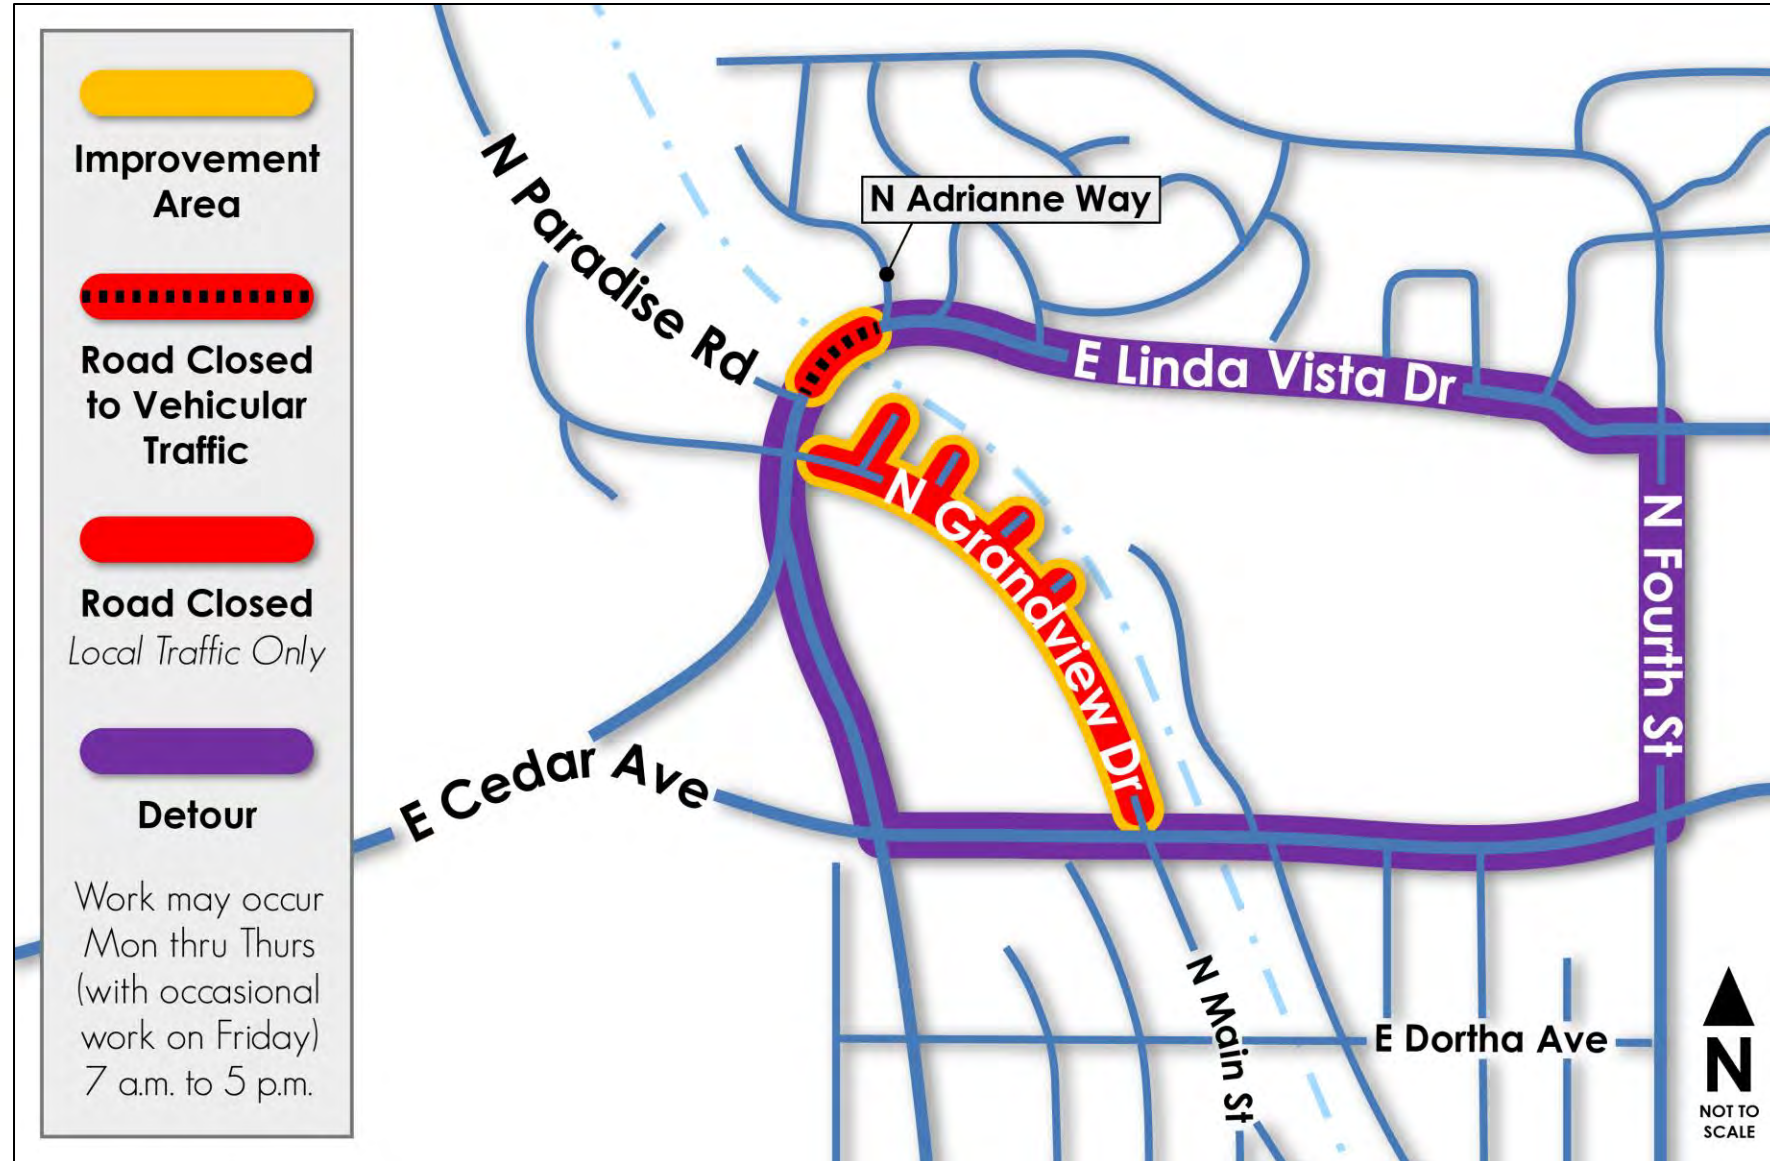 Improvement
Area
Road Closed
to Vehicular
Traffic
Road Closed
Local Traffic Only
Detour
Work may occur
Mon thru Thurs
(with occasional
work on Friday)
7 a.m. to 5 p.m.
N Paradise Rd
N Adrianne Way
E Linda Vista Dr
N Grandview Dr
N Fourth St
E Cedar Ave
N Main St
E Dortha Ave
N
NOT TO
SCALE